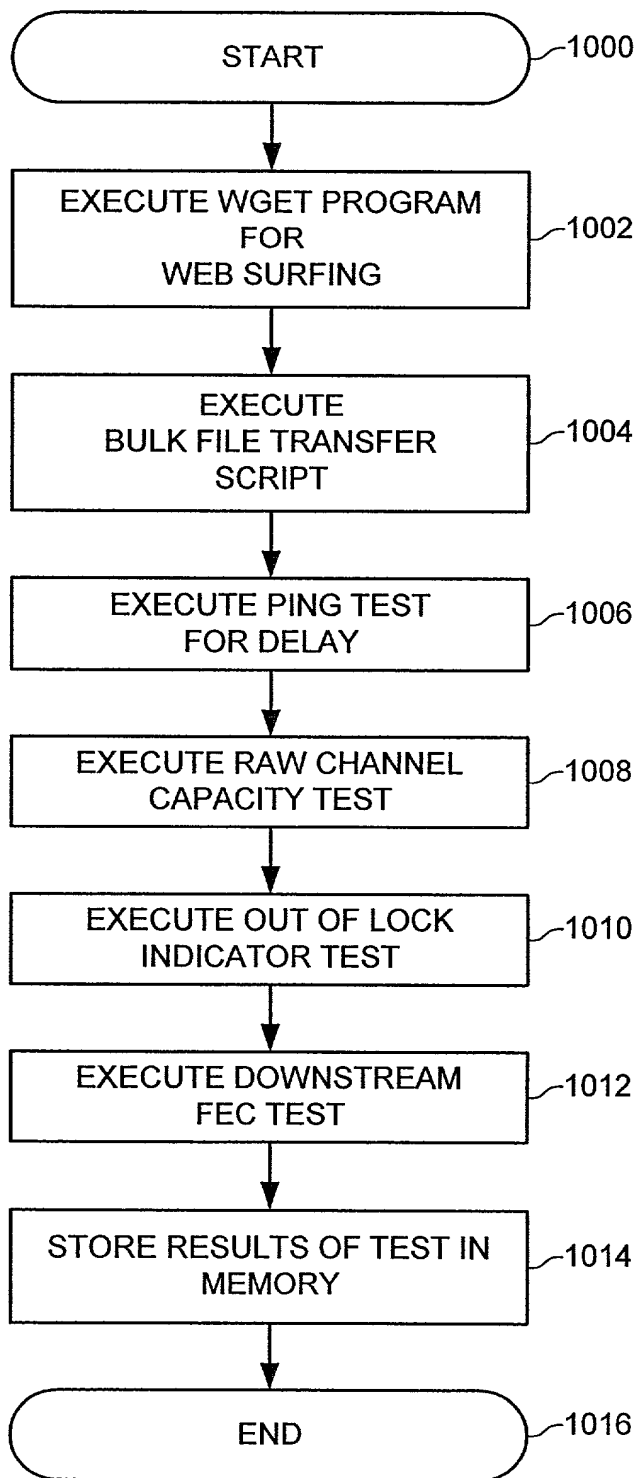 START
1000
EXECUTE WGET PROGRAM
FOR
WEB SURFING
1002
EXECUTE
BULK FILE TRANSFER
SCRIPT
1004
EXECUTE PING TEST
FOR DELAY
1006
EXECUTE RAW CHANNEL
CAPACITY TEST
1008
EXECUTE OUT OF LOCK
INDICATOR TEST
1010
EXECUTE DOWNSTREAM
FEC TEST
1012
STORE RESULTS OF TEST IN
MEMORY
1014
END
1016